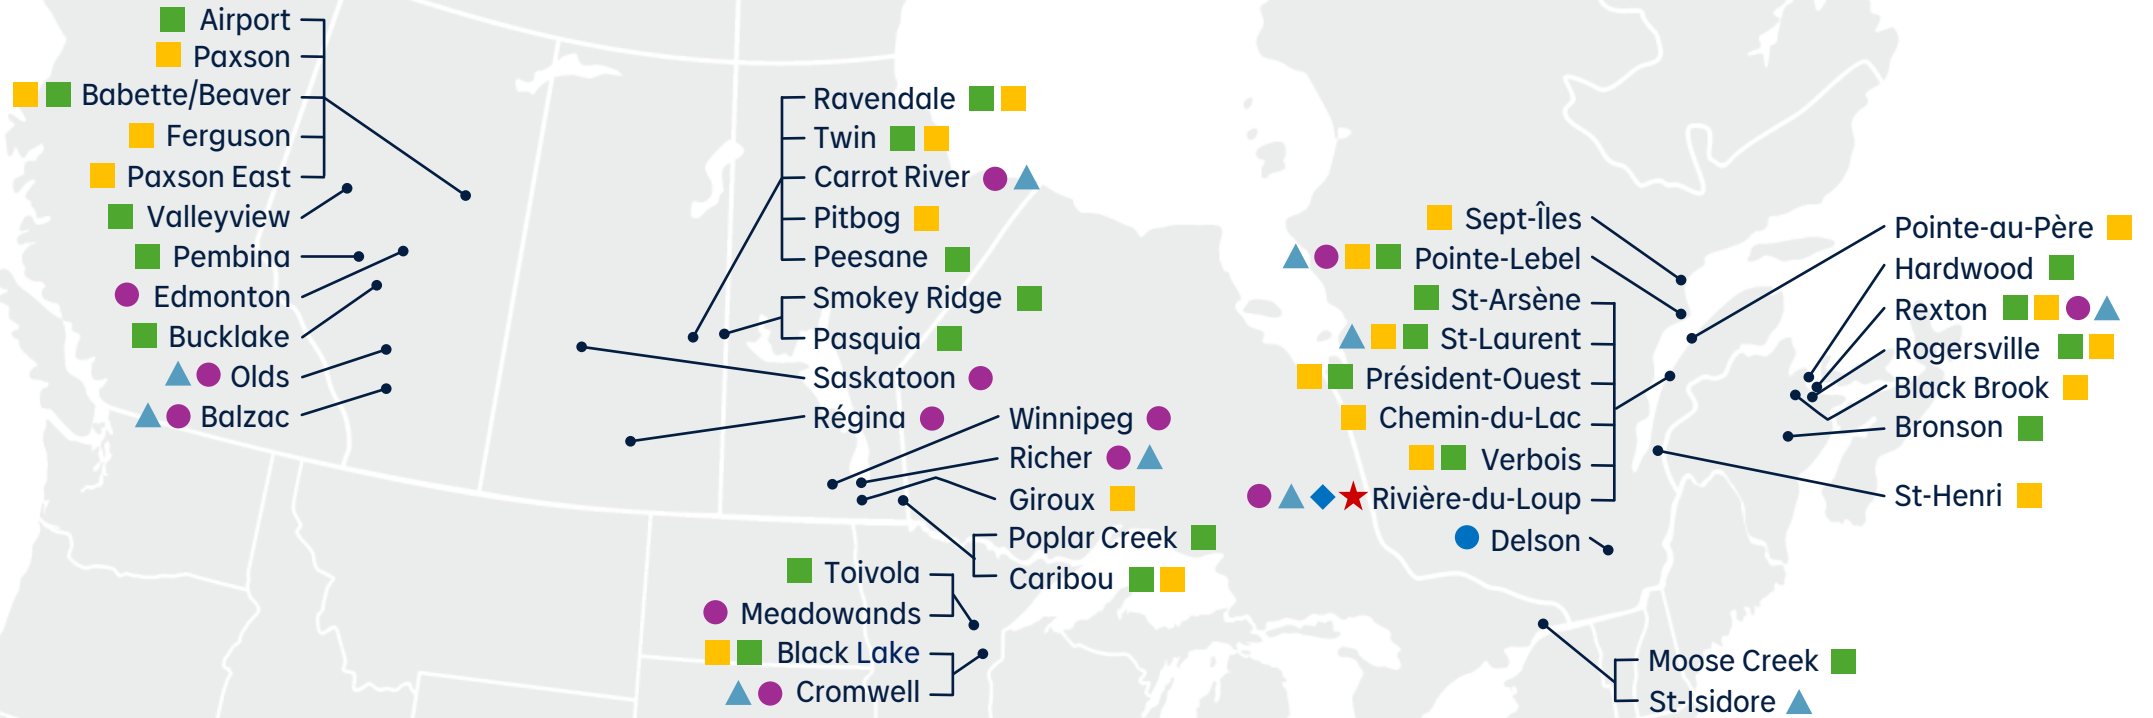 Airport
Paxson
Babette/Beaver
Ferguson
Paxson East
Valleyview
Pembina
Edmonton
Bucklake
Olds
Balzac
Ravendale
Twin
Carrot River
Pitbog
Peesane
Smokey Ridge
Pasquia
Saskatoon
Régina
Winnipeg
Richer
Giroux
Poplar Creek
Caribou
Toivola
Meadowands
Black Lake
Cromwell
Sept-Îles
Pointe-Lebel
St-Arsène
St-Laurent
Président-Ouest
Chemin-du-Lac
Verbois
Rivière-du-Loup
Delson
Pointe-au-Père
Hardwood
Rexton
Rogersville
Black Brook
Bronson
St-Henri
Moose Creek
St-Isidore